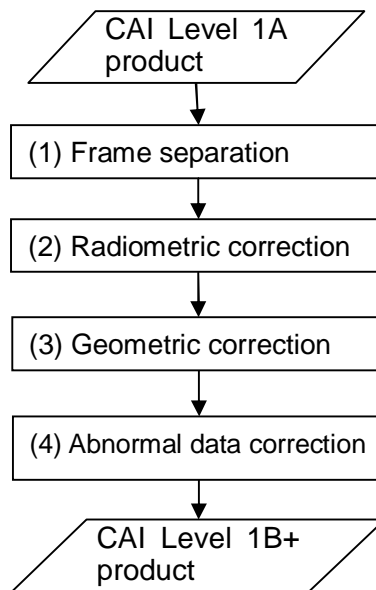 CAI Level 1A
product
(1) Frame separation
(2) Radiometric correction
(3) Geometric correction
(4) Abnormal data correction
CAI Level 1B+
product